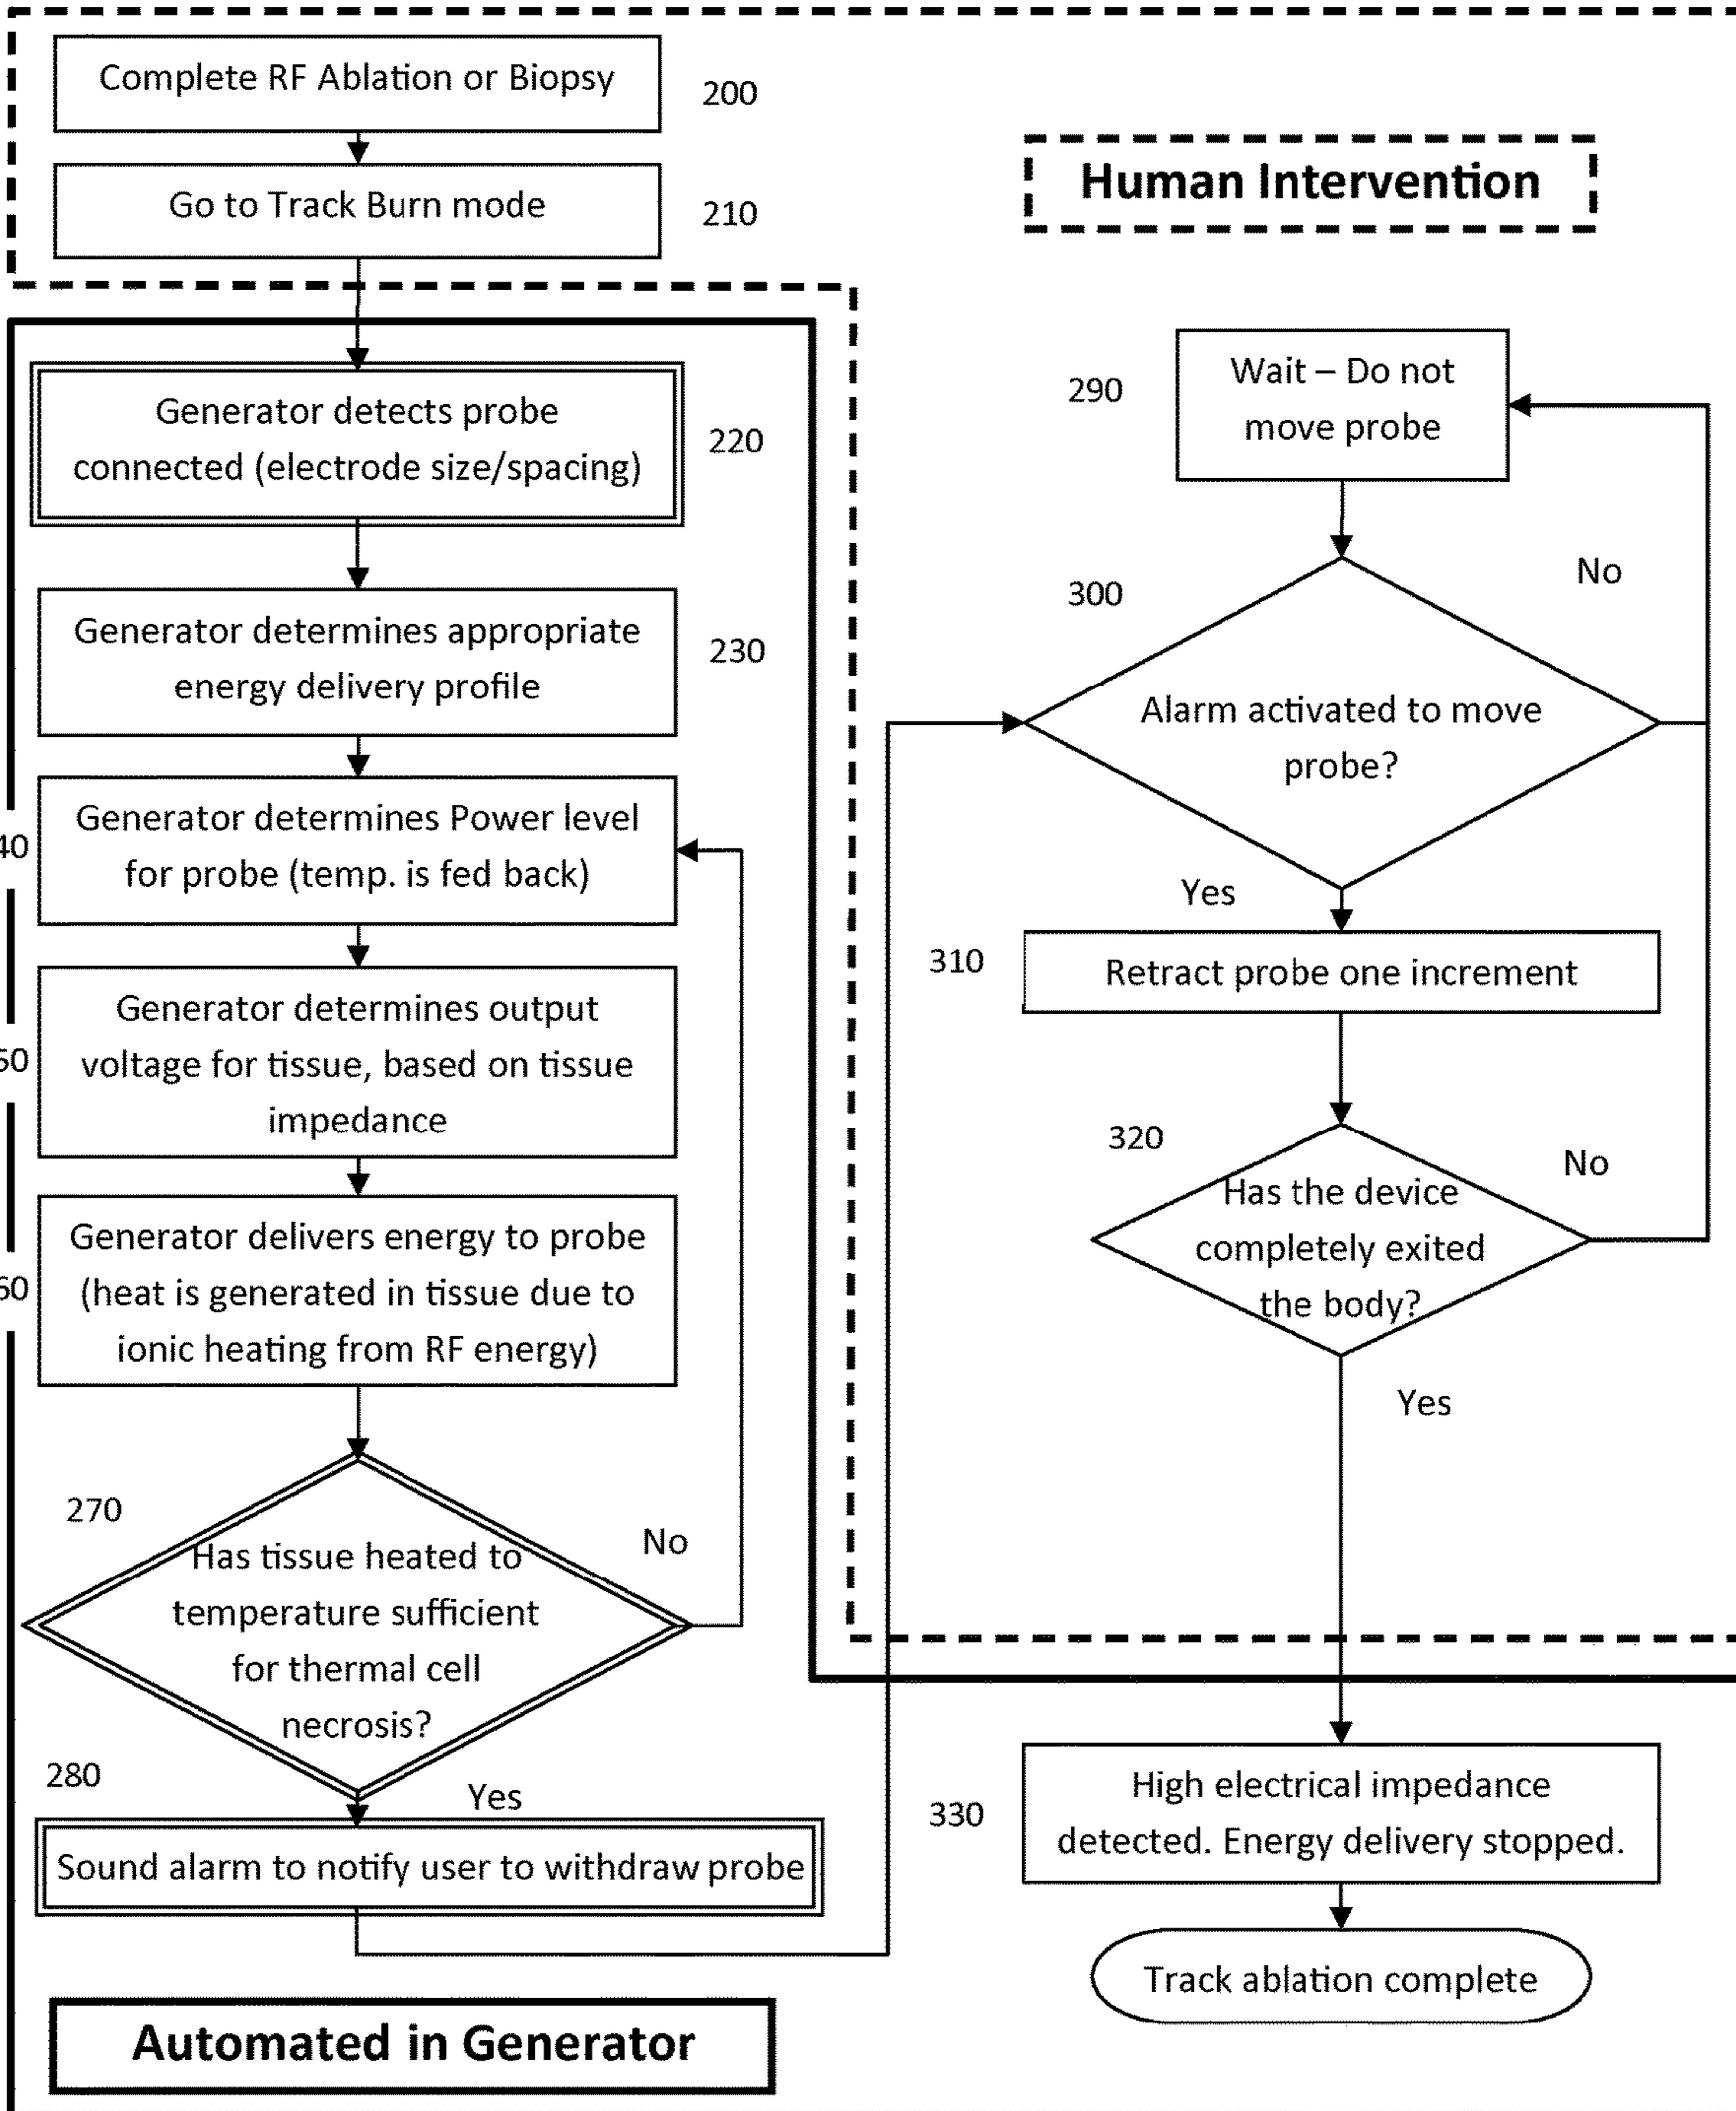 Complete RF Ablation or Biopsy
200
Go to Track Burn mode
210
Human Intervention
Generator detects probe
connected (electrode size/spacing)
220
Generator determines appropriate
energy delivery profile
230
Generator determines Power level
for probe (temp. is fed back)
40
Generator determines output
voltage for tissue, based on tissue
impedance
50
Generator delivers energy to probe
(heat is generated in tissue due to
ionic heating from RF energy)
60
270
Has tissue heated to
temperature sufficient
for thermal cell
necrosis?
No
280
Yes
Sound alarm to notify user to withdraw probe
Automated in Generator
290
Wait – Do not
move probe
300
No
Alarm activated to move
probe?
Yes
310
Retract probe one increment
320
No
Has the device
completely exited
the body?
Yes
330
High electrical impedance
detected. Energy delivery stopped.
Track ablation complete